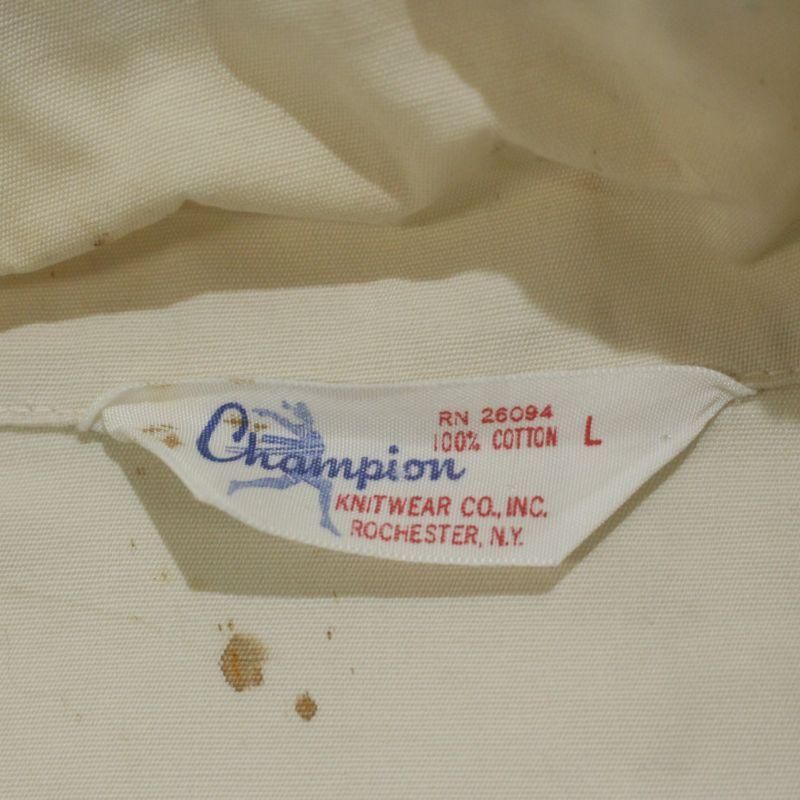 RN 26094
100% COTTON L
Champion
KNITWEAR CO., INC.
ROCHESTER, N.Y.